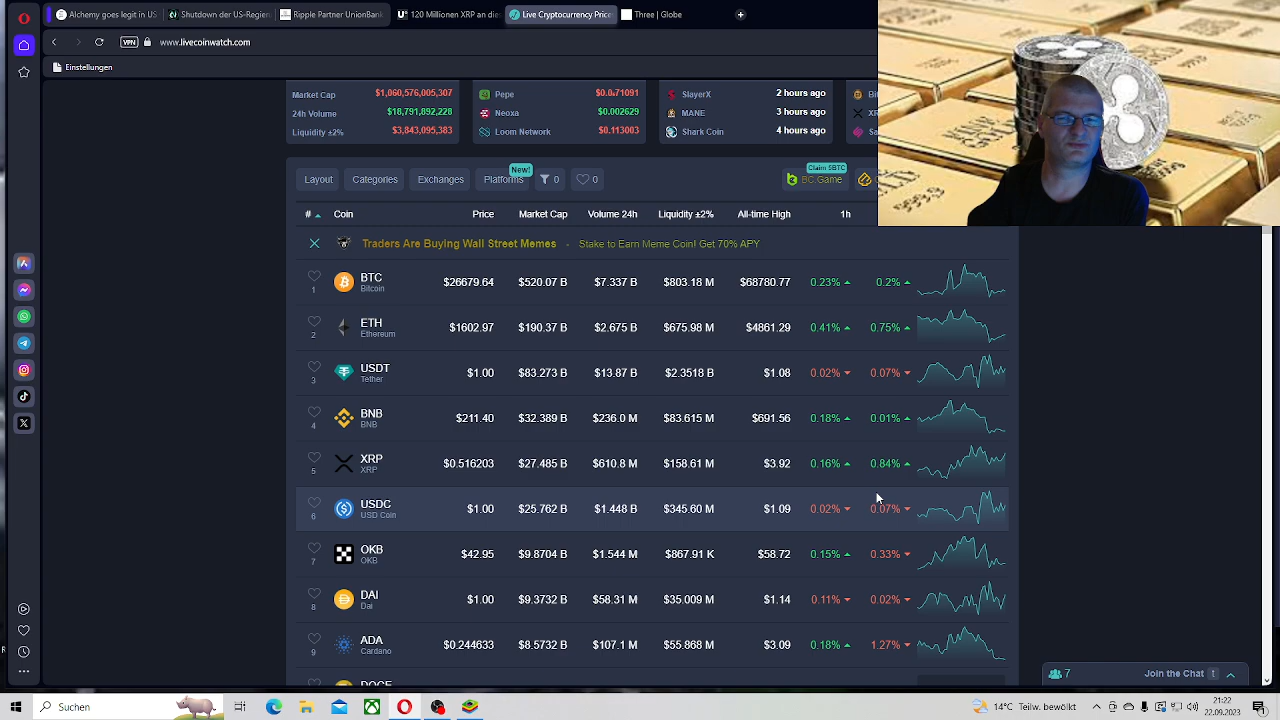 Alchemy goes legit in US
Shutdown der US-Regier
Ripple Partner UnionBank
120 Millionen XRP an dier
Live Cryptocurrency Price
Three | Globe
VPN
www.livecoinwatch.com
Einstellungen
Market Cap $1,060,576,005,307
24h Volume $18,791,152,228
Liquidity ±2%
Pepe
Neoxa $0.002629
Loom Network $0.113003
SlayerX 2 hours ago
MANE 3 hours ago
Shark Coin 4 hours ago
New!
Claim 5BTC
Layout Categories Exchanges Platforms 0 0 BC.Game
# Coin Price Market Cap Volume 24h Liquidity ±2% All-time High 1h
Traders Are Buying Wall Street Memes - Stake to Earn Meme Coin! Get 70% APY
1 BTC Bitcoin $26679.64 $520.07 B $7.337 B $803.18 M $68780.77 0.23% 0.2%
2 ETH Ethereum $1602.97 $190.37 B $2.675 B $675.98 M $4861.29 0.41% 0.75%
3 USDT Tether $1.00 $83.273 B $13.87 B $2.3518 B $1.08 0.02% 0.07%
4 BNB BNB $211.40 $32.389 B $236.0 M $83.615 M $691.56 0.18% 0.01%
5 XRP XRP $0.516203 $27.485 B $610.8 M $158.61 M $3.92 0.16% 0.84%
6 USDC USD Coin $1.00 $25.762 B $1.448 B $345.60 M $1.09 0.02% 0.07%
7 OKB OKB $42.95 $9.8704 B $1.544 M $867.91 K $58.72 0.15% 0.33%
8 DAI Dai $1.00 $9.3732 B $58.31 M $35.009 M $1.14 0.11% 0.02%
9 ADA Cardano $0.244633 $8.5732 B $107.1 M $55.868 M $3.09 0.18% 1.27%
7 Join the Chat
Suchen
14°C Teilw. bewölkt
21:22
22.09.2023